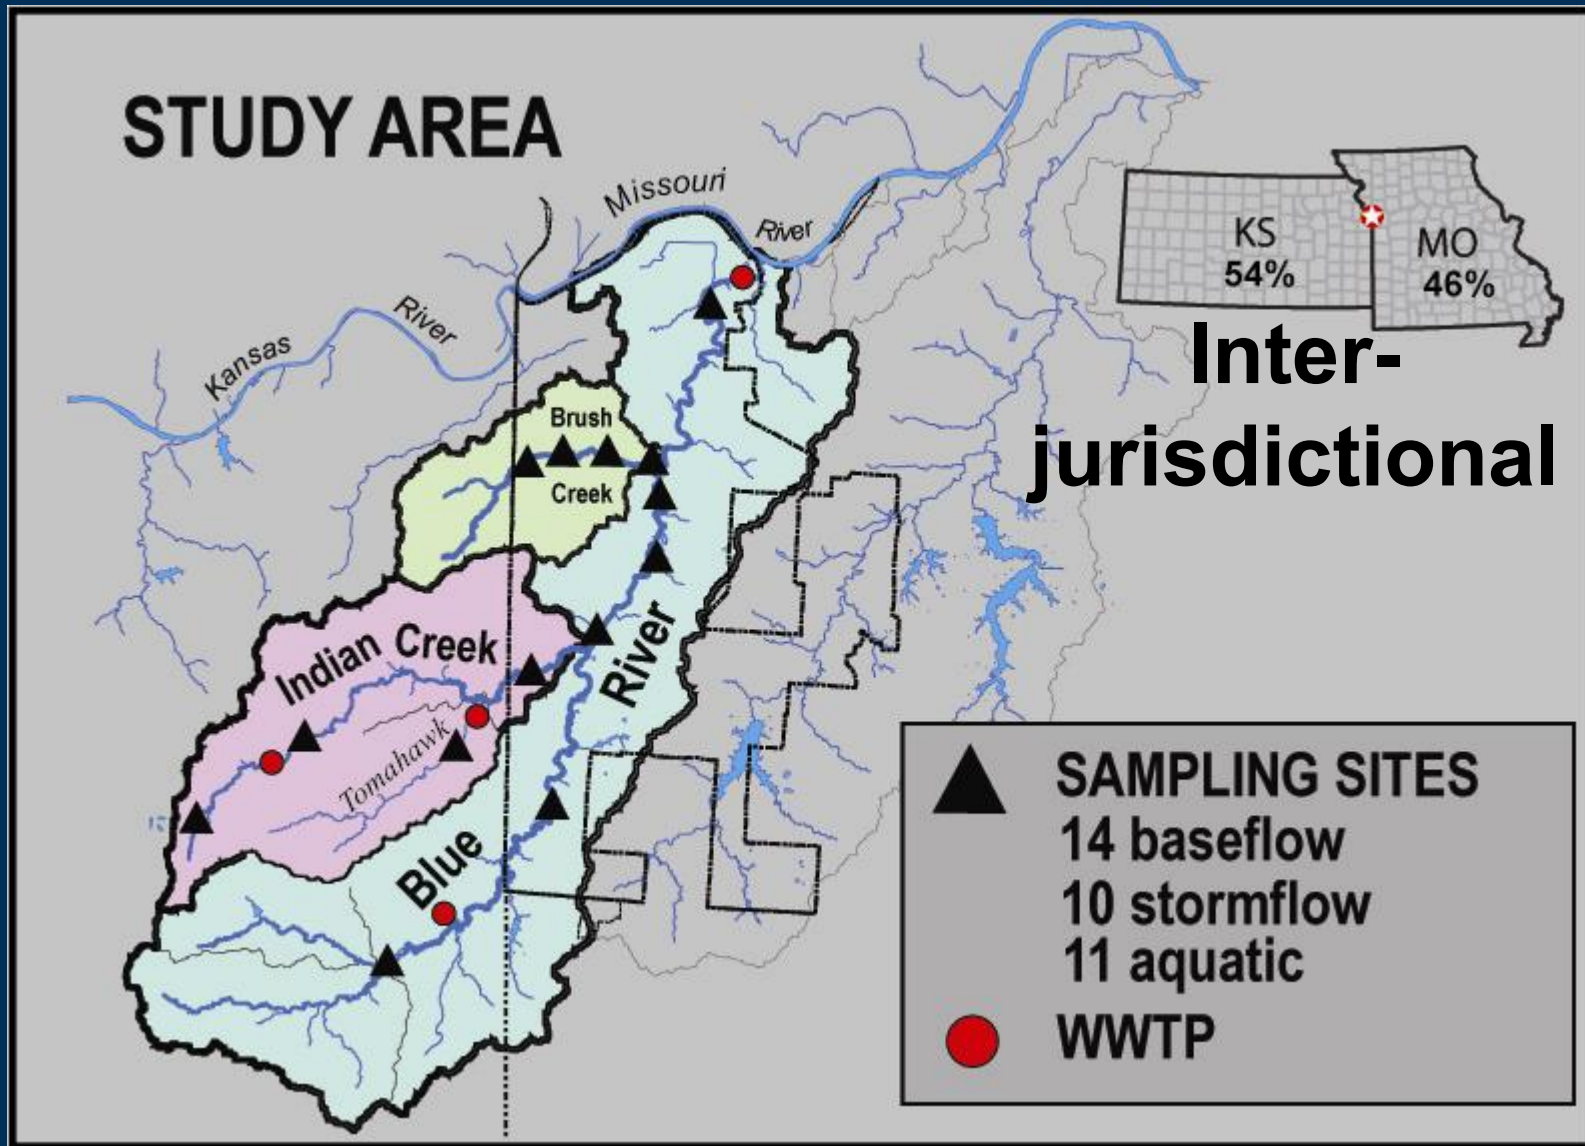 STUDY AREA
Missouri
River
Kansas
River
KS
54%
MO
46%
Inter-
jurisdictional
Brush
Creek
Indian Creek
Tomahawk
Blue
River
SAMPLING SITES
14 baseflow
10 stormflow
11 aquatic
WWTP